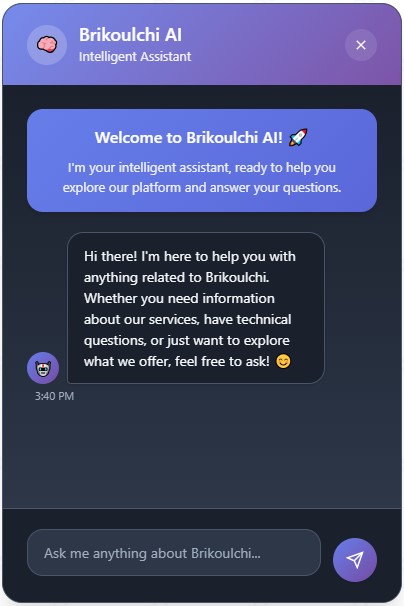 Brikoulchi AI
Intelligent Assistant
Welcome to Brikoulchi AI! 🚀
I'm your intelligent assistant, ready to help you
explore our platform and answer your questions.
Hi there! I'm here to help you with
anything related to Brikoulchi.
Whether you need information
about our services, have technical
questions, or just want to explore
what we offer, feel free to ask! 😊
3:40 PM
Ask me anything about Brikoulchi...